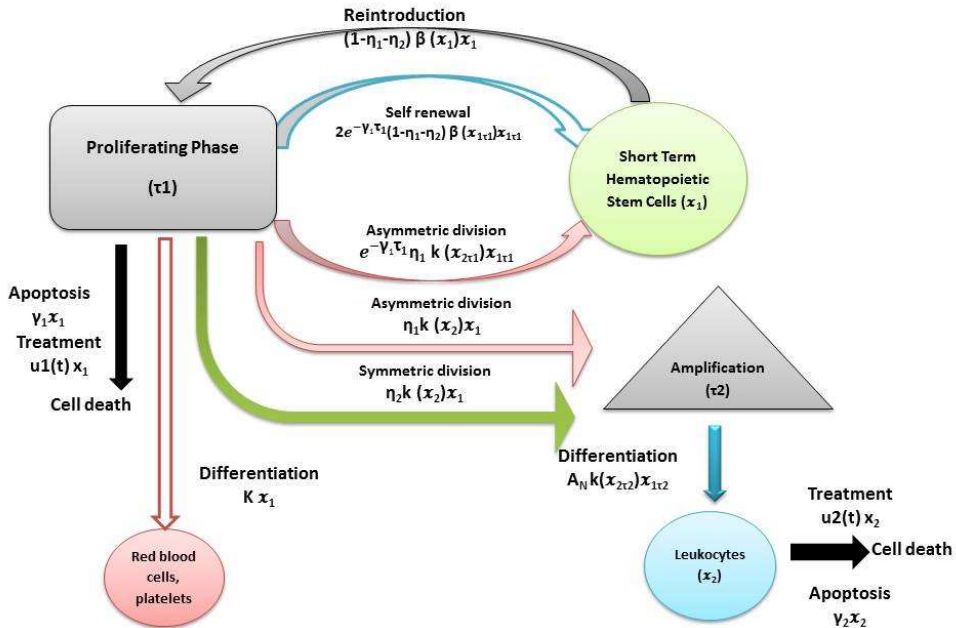 Reintroduction
(1-η₁-η₂) β (x₁)x₁
Self renewal
2e^{-γ₁τ₁}(1-η₁-η₂) β (x₁τ₁)x₁τ₁
Proliferating Phase
(τ1)
Short Term
Hematopoietic
Stem Cells (x₁)
Asymmetric division
e^{-γ₁τ₁}η₁ k (x₂τ₁)x₁τ₁
Apoptosis
γ₁x₁
Treatment
u1(t) x₁
Cell death
Asymmetric division
η₁k (x₂)x₁
Symmetric division
η₂k (x₂)x₁
Amplification
(τ2)
Differentiation
K x₁
Differentiation
A_N k(x₂τ₂)x₁τ₂
Red blood
cells,
platelets
Leukocytes
(x₂)
Treatment
u2(t) x₂
Cell death
Apoptosis
γ₂x₂